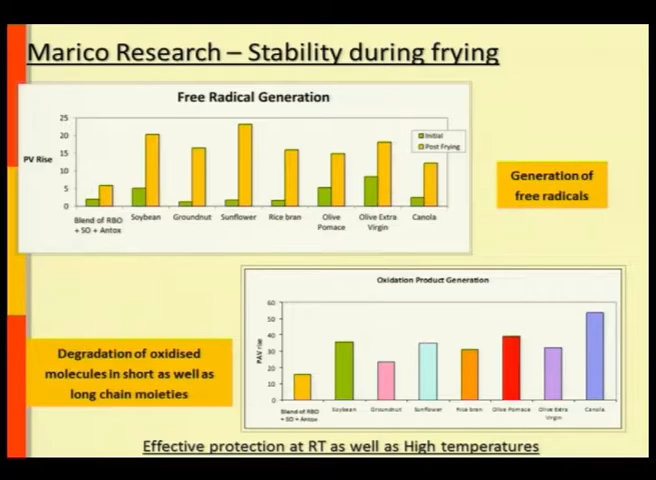 Marico Research – Stability during frying
Free Radical Generation
25
20
15
10
5
0
PV Rise
Initial
Post Frying
Blend of RBO
+ SO + Antox
Soybean
Groundnut
Sunflower
Rice bran
Olive
Pomace
Olive Extra
Virgin
Canola
Generation of
free radicals
Oxidation Product Generation
60
50
40
30
20
10
0
PAV rise
Blend of RBO
+ SO + Antox
Soybean
Groundnut
Sunflower
Rice bran
Olive Pomace
Olive Extra
Virgin
Canola
Degradation of oxidised
molecules in short as well as
long chain moieties
Effective protection at RT as well as High temperatures